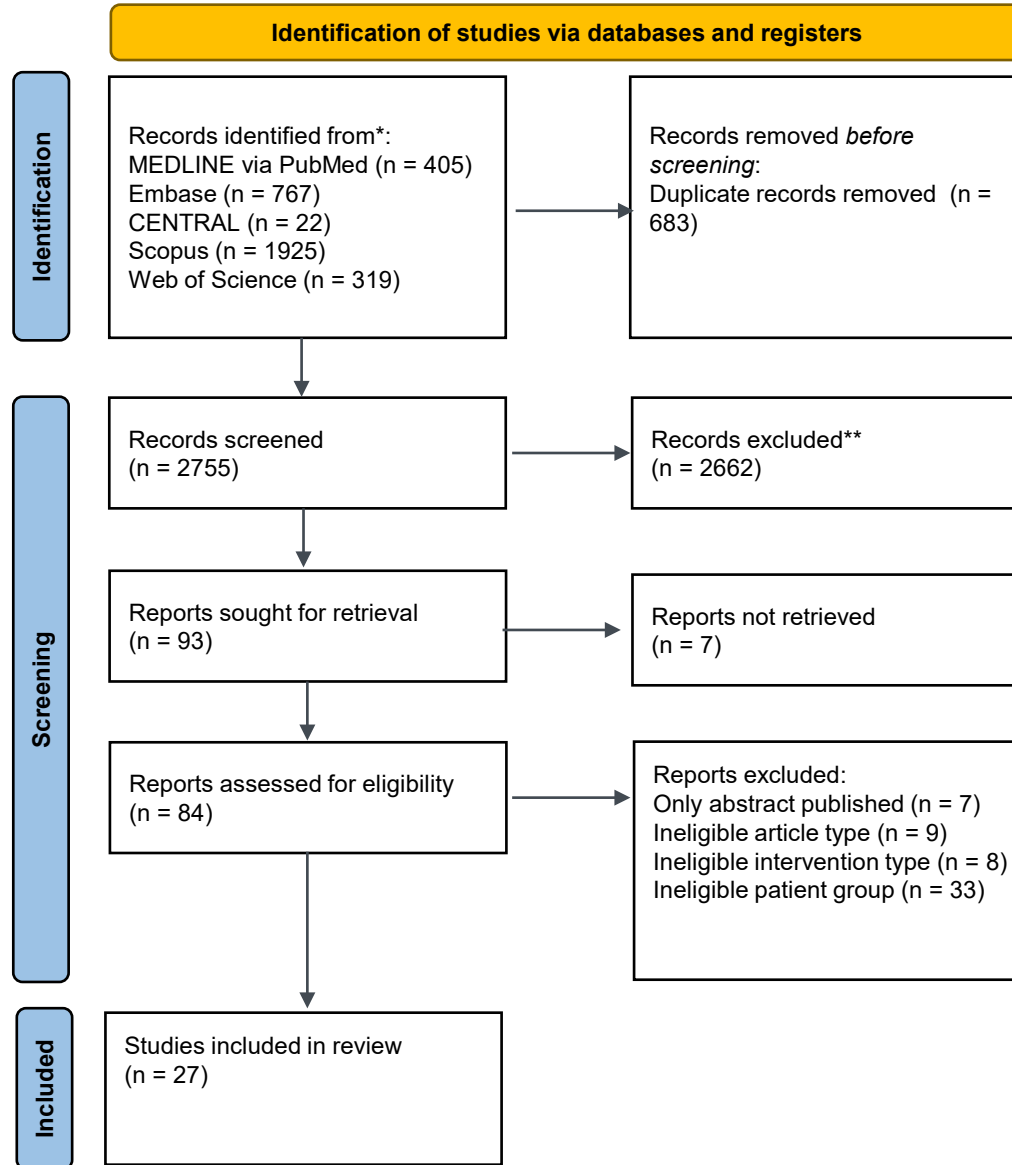 Identification of studies via databases and registers
Identification
Records identified from*:
MEDLINE via PubMed (n = 405)
Embase (n = 767)
CENTRAL (n = 22)
Scopus (n = 1925)
Web of Science (n = 319)
Records removed before
screening:
Duplicate records removed (n =
683)
Screening
Records screened
(n = 2755)
Records excluded**
(n = 2662)
Reports sought for retrieval
(n = 93)
Reports not retrieved
(n = 7)
Reports assessed for eligibility
(n = 84)
Reports excluded:
Only abstract published (n = 7)
Ineligible article type (n = 9)
Ineligible intervention type (n = 8)
Ineligible patient group (n = 33)
Included
Studies included in review
(n = 27)